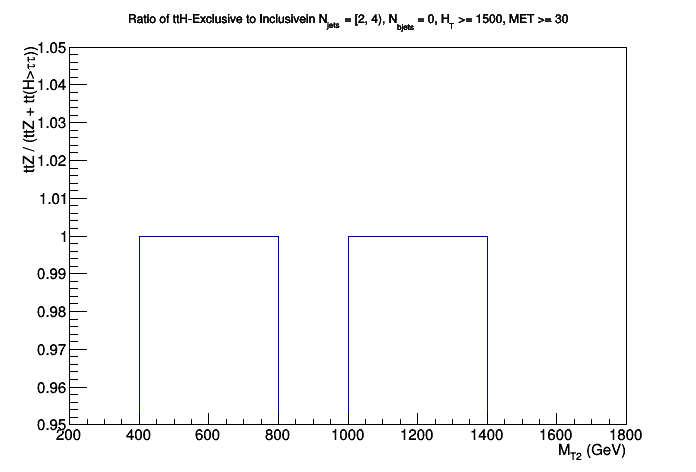 Ratio of ttH-Exclusive to Inclusivein N_jets = [2, 4), N_bjets = 0, H_T >= 1500, MET >= 30
ttZ / (ttZ + tt(H>ττ))
1.05
1.04
1.03
1.02
1.01
1
0.99
0.98
0.97
0.96
0.95
200 400 600 800 1000 1200 1400 1600 1800
M_T2 (GeV)